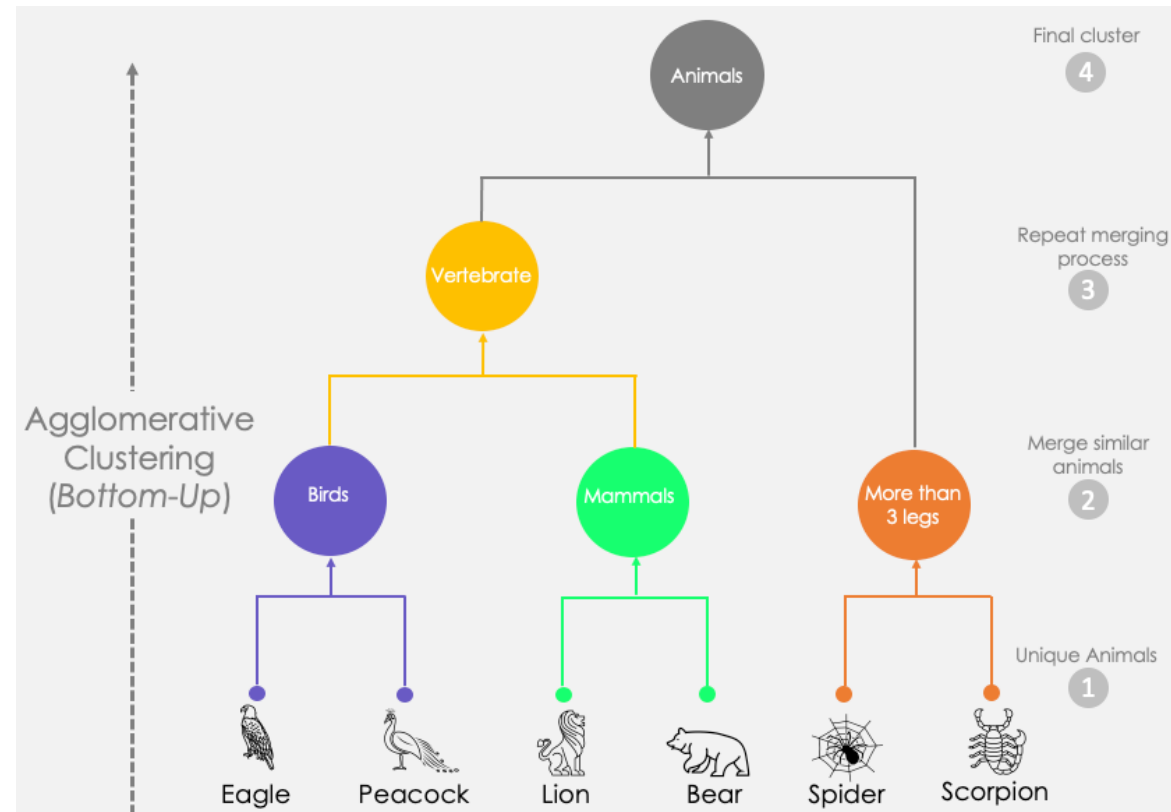 Final cluster
4
Animals
Repeat merging
process
3
Vertebrate
Agglomerative
Clustering
(Bottom-Up)
Merge similar
animals
2
Birds
Mammals
More than
3 legs
Unique Animals
1
Eagle
Peacock
Lion
Bear
Spider
Scorpion